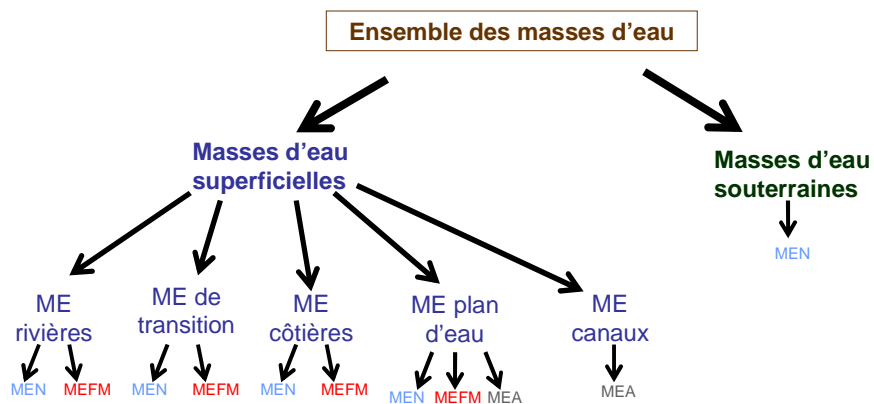 Ensemble des masses d'eau
Masses d'eau
superficielles
Masses d'eau
souterraines
MEN
ME
rivières
ME de
transition
ME
côtières
ME plan
d'eau
ME
canaux
MEN MEFM
MEN MEFM
MEN MEFM
MEN MEFM MEA
MEA